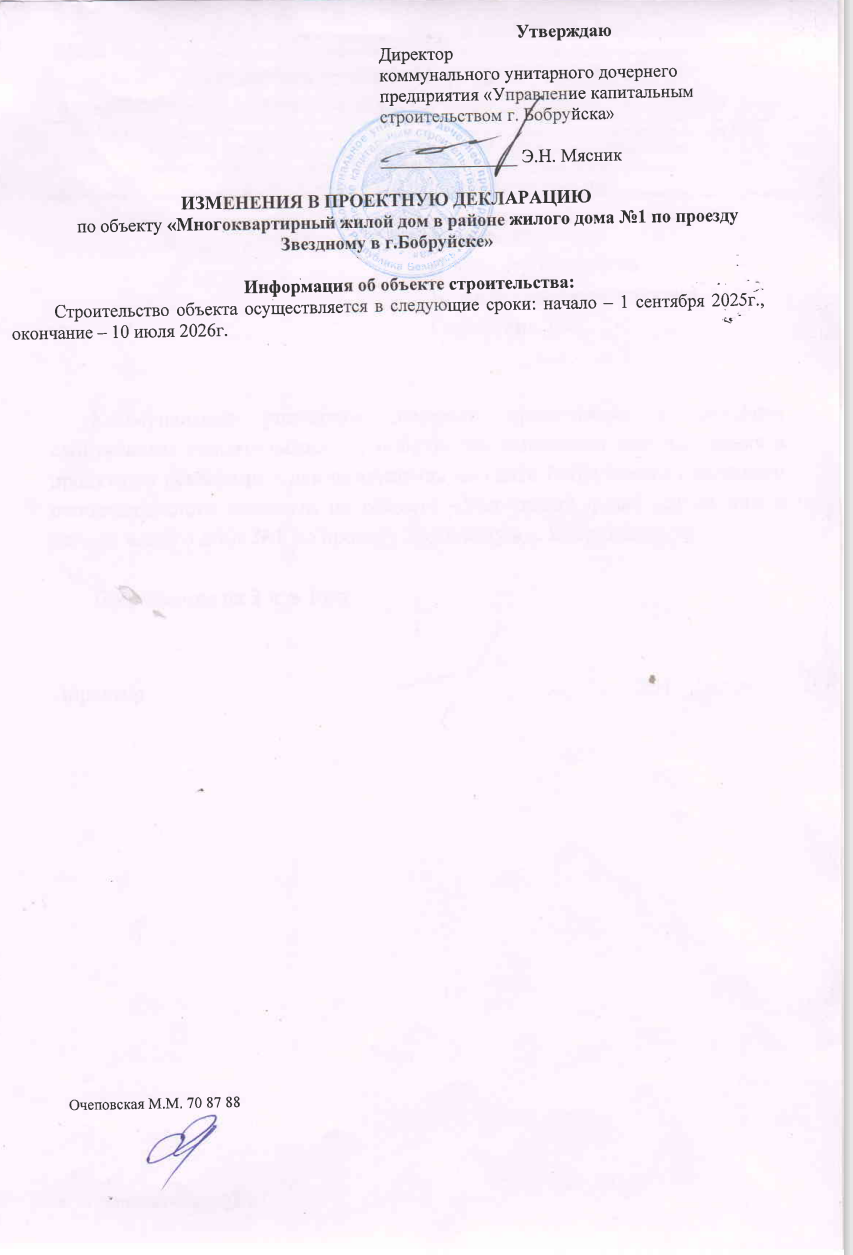 Утверждаю
Директор
коммунального унитарного дочернего
предприятия «Управление капитальным
строительством г. Бобруйска»
Э.Н. Мясник
ИЗМЕНЕНИЯ В ПРОЕКТНУЮ ДЕКЛАРАЦИЮ
по объекту «Многоквартирный жилой дом в районе жилого дома №1 по проезду
Звездному в г.Бобруйске»
Информация об объекте строительства:
Строительство объекта осуществляется в следующие сроки: начало – 1 сентября 2025г.,
окончание – 10 июля 2026г.
Очеповская М.М. 70 87 88